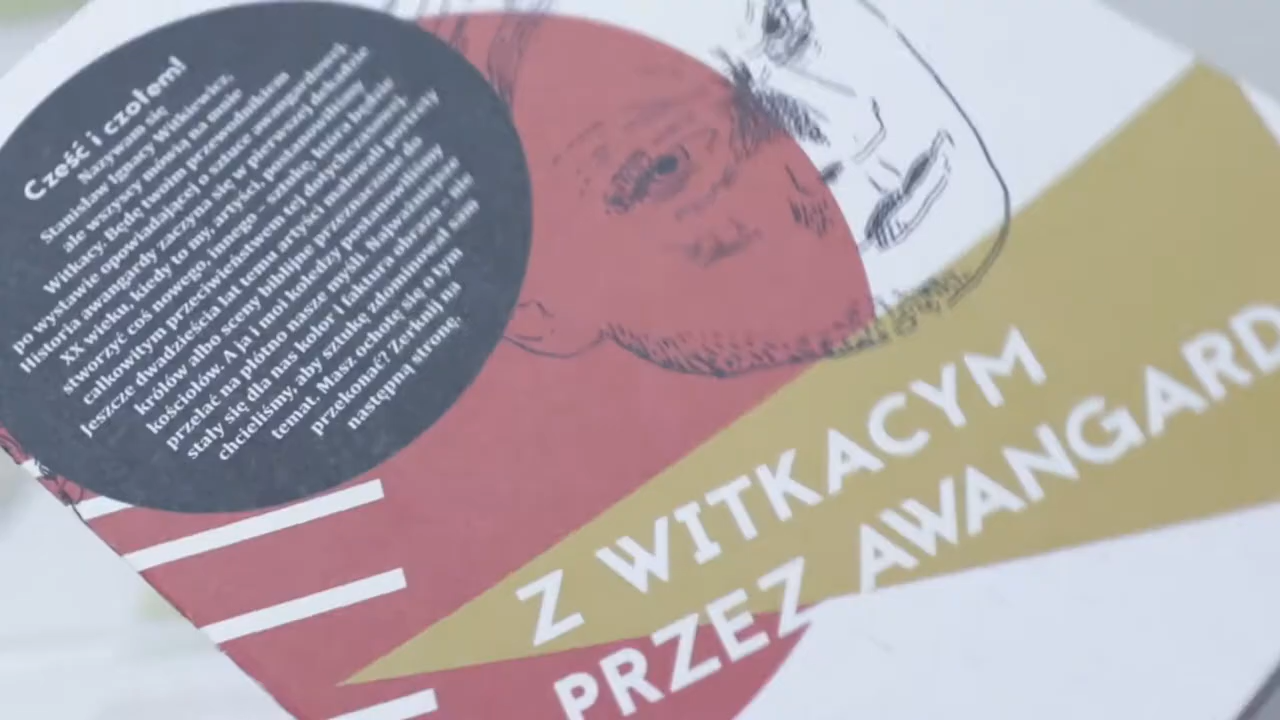 Cześć i czołem!
Nazywam się
Stanisław Ignacy Witkiewicz,
ale wszyscy mówią na mnie
Witkacy. Będę twoim przewodnikiem
po wystawie opowiadającej o sztuce awangardowej.
Historia awangardy zaczyna się w pierwszej dekadzie
XX wieku, kiedy to my, artyści, postanowiliśmy
stworzyć coś nowego, innego – sztukę, która będzie
całkowitym przeciwieństwem tej dotychczasowej.
Jeszcze dwadzieścia lat temu artyści malowali portrety
królów albo sceny biblijne przeznaczone do
kościołów. A ja i moi koledzy postanowiliśmy
przelać na płótno nasze myśli. Najważniejsze
stały się dla nas kolor i faktura obrazu – nie
chcieliśmy, aby sztukę zdominował sam
temat. Masz ochotę się o tym
przekonać? Zerknij na
następną stronę.
Z WITKACYM
PRZEZ AWANGARD